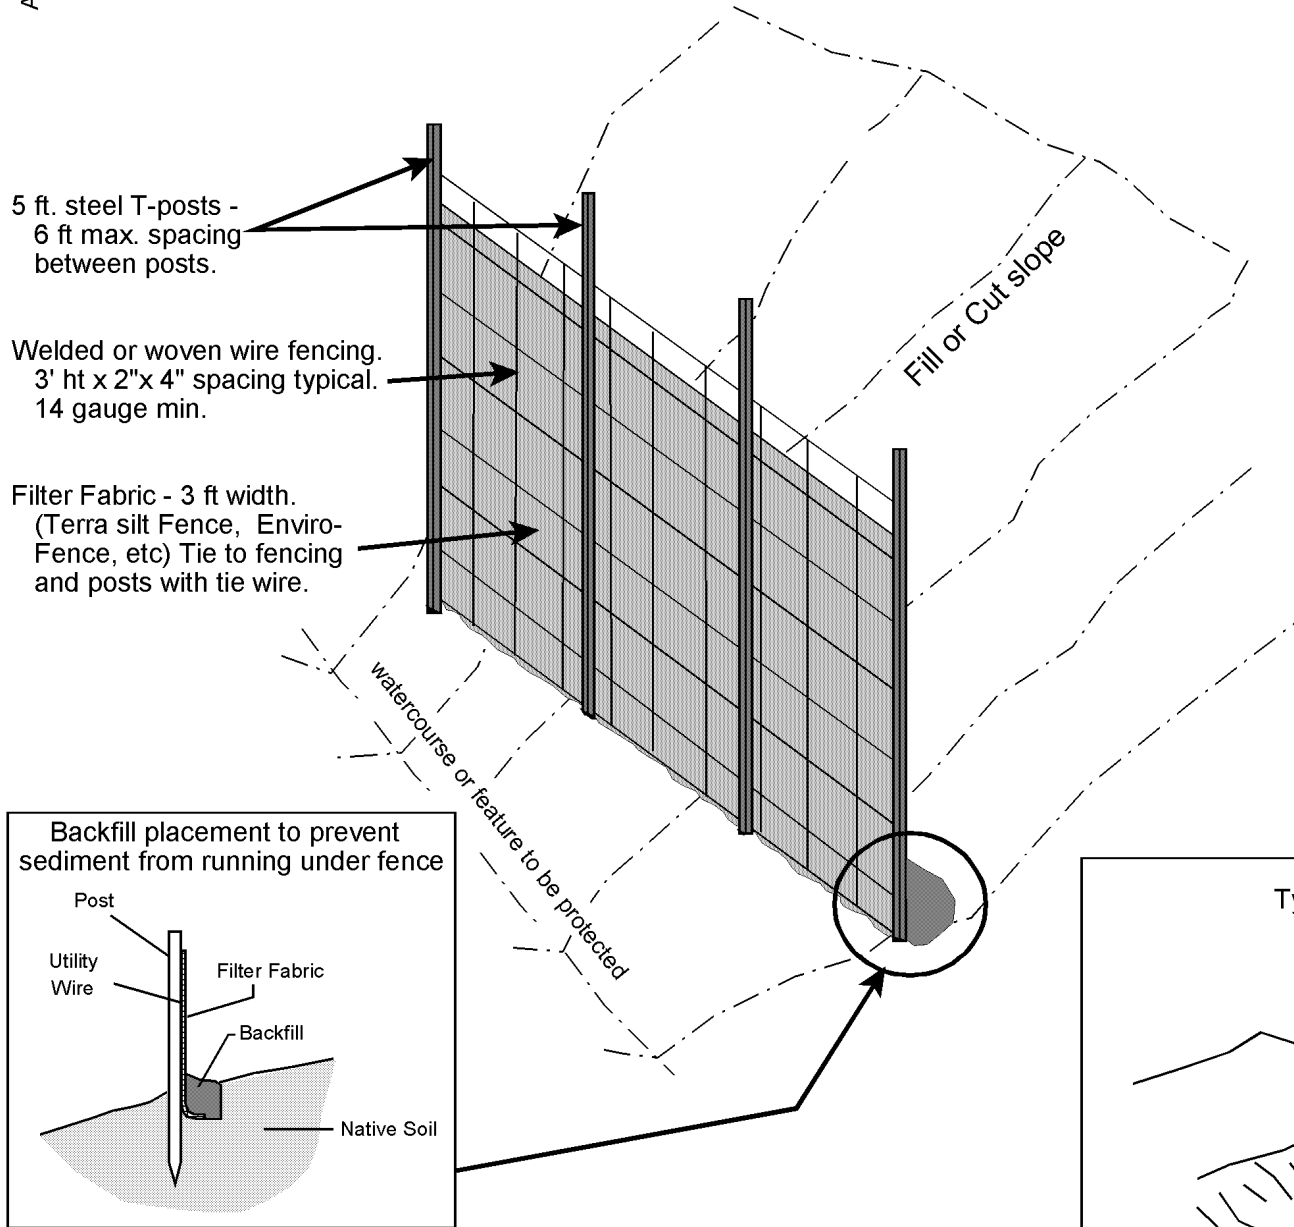 5 ft. steel T-posts -
6 ft max. spacing
between posts.
Welded or woven wire fencing.
3' ht x 2"x 4" spacing typical.
14 gauge min.
Filter Fabric - 3 ft width.
(Terra silt Fence, Enviro-
Fence, etc) Tie to fencing
and posts with tie wire.
Fill or Cut slope
watercourse or feature to be protected
Backfill placement to prevent
sediment from running under fence
Post
Utility
Wire
Filter Fabric
Backfill
Native Soil